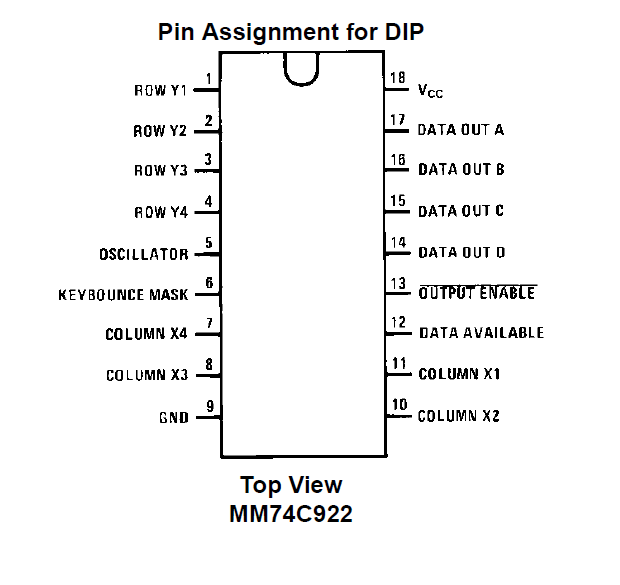 Pin Assignment for DIP
1 18
ROW Y1 VCC
2 17
ROW Y2 DATA OUT A
3 16
ROW Y3 DATA OUT B
4 15
ROW Y4 DATA OUT C
5 14
OSCILLATOR DATA OUT D
6 13
KEYBOUNCE MASK OUTPUT ENABLE
7 12
COLUMN X4 DATA AVAILABLE
8 11
COLUMN X3 COLUMN X1
9 10
GND COLUMN X2
Top View
MM74C922